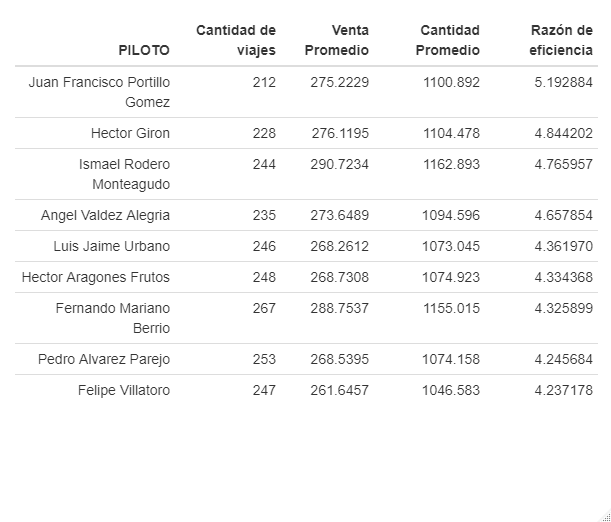 PILOTO Cantidad de viajes Venta Promedio Cantidad Promedio Razón de eficiencia
Juan Francisco Portillo Gomez 212 275.2229 1100.892 5.192884
Hector Giron 228 276.1195 1104.478 4.844202
Ismael Rodero Monteagudo 244 290.7234 1162.893 4.765957
Angel Valdez Alegria 235 273.6489 1094.596 4.657854
Luis Jaime Urbano 246 268.2612 1073.045 4.361970
Hector Aragones Frutos 248 268.7308 1074.923 4.334368
Fernando Mariano Berrio 267 288.7537 1155.015 4.325899
Pedro Alvarez Parejo 253 268.5395 1074.158 4.245684
Felipe Villatoro 247 261.6457 1046.583 4.237178